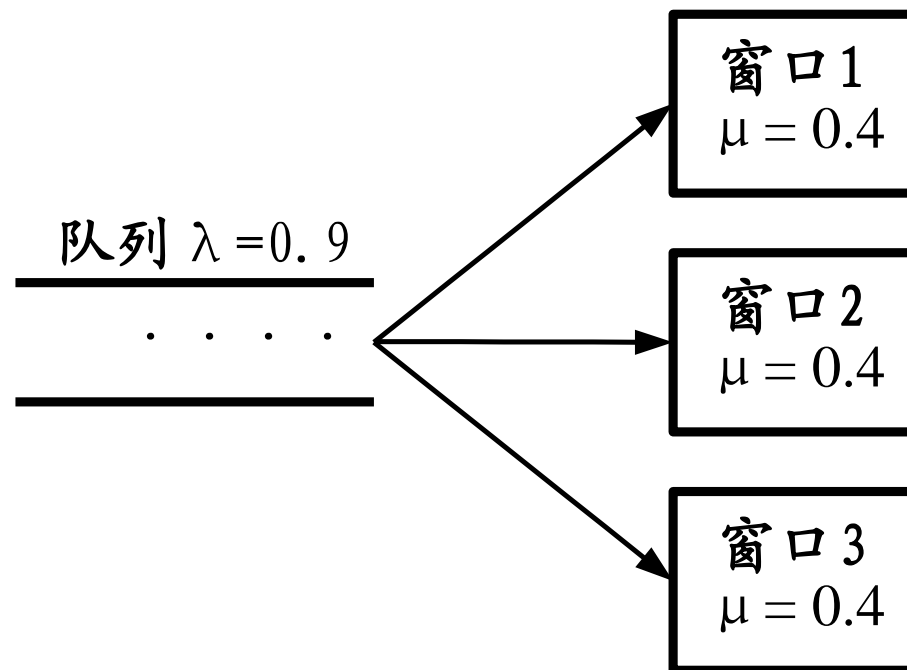 队列 λ =0. 9
窗口1
μ = 0.4
窗口2
μ = 0.4
窗口3
μ = 0.4